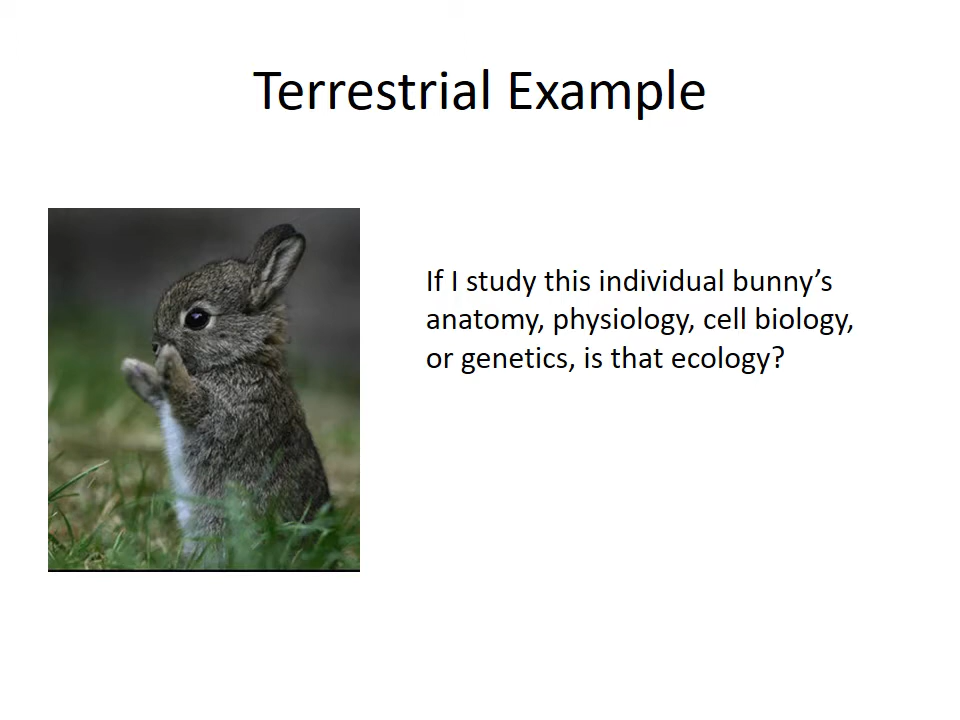 Terrestrial Example
If I study this individual bunny’s
anatomy, physiology, cell biology,
or genetics, is that ecology?